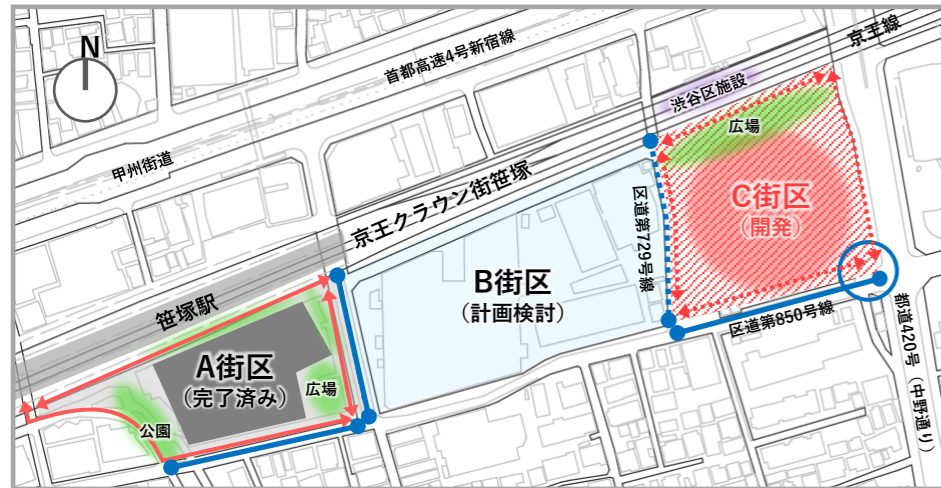 N
首都高速4号新宿線
京王線
渋谷区施設
広場
甲州街道
京王クラウン街笹塚
区道第729号線
C街区
(開発)
B街区
(計画検討)
笹塚駅
区道第850号線
都道420号(中野通り)
A街区
(完了済み)
広場
公園